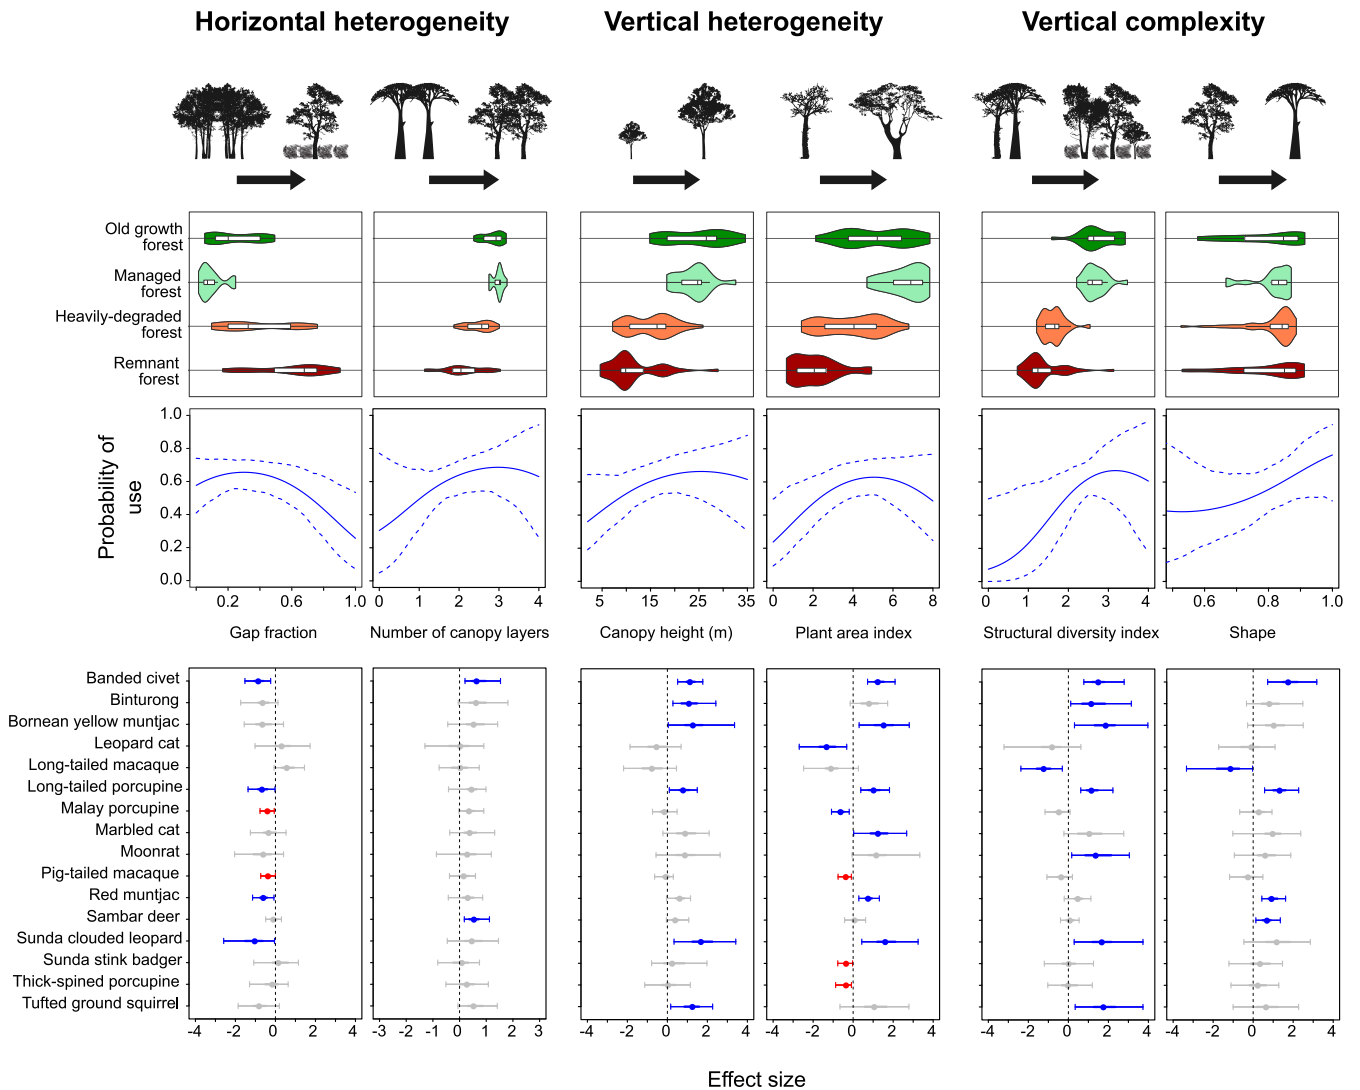 Horizontal heterogeneity
Vertical heterogeneity
Vertical complexity
Old growth
forest
Managed
forest
Heavily-degraded
forest
Remnant
forest
Probability of
use
1.0
0.8
0.6
0.4
0.2
0.0
0.2 0.6 1.0
0 1 2 3 4
5 15 25 35
0 2 4 6 8
0 1 2 3 4
0.6 0.8 1.0
Gap fraction
Number of canopy layers
Canopy height (m)
Plant area index
Structural diversity index
Shape
Banded civet
Binturong
Bornean yellow muntjac
Leopard cat
Long-tailed macaque
Long-tailed porcupine
Malay porcupine
Marbled cat
Moonrat
Pig-tailed macaque
Red muntjac
Sambar deer
Sunda clouded leopard
Sunda stink badger
Thick-spined porcupine
Tufted ground squirrel
-4 -2 0 2 4
-3 -2 -1 0 1 2 3
-4 -2 0 2 4
-4 -2 0 2 4
-4 -2 0 2 4
-4 -2 0 2 4
Effect size